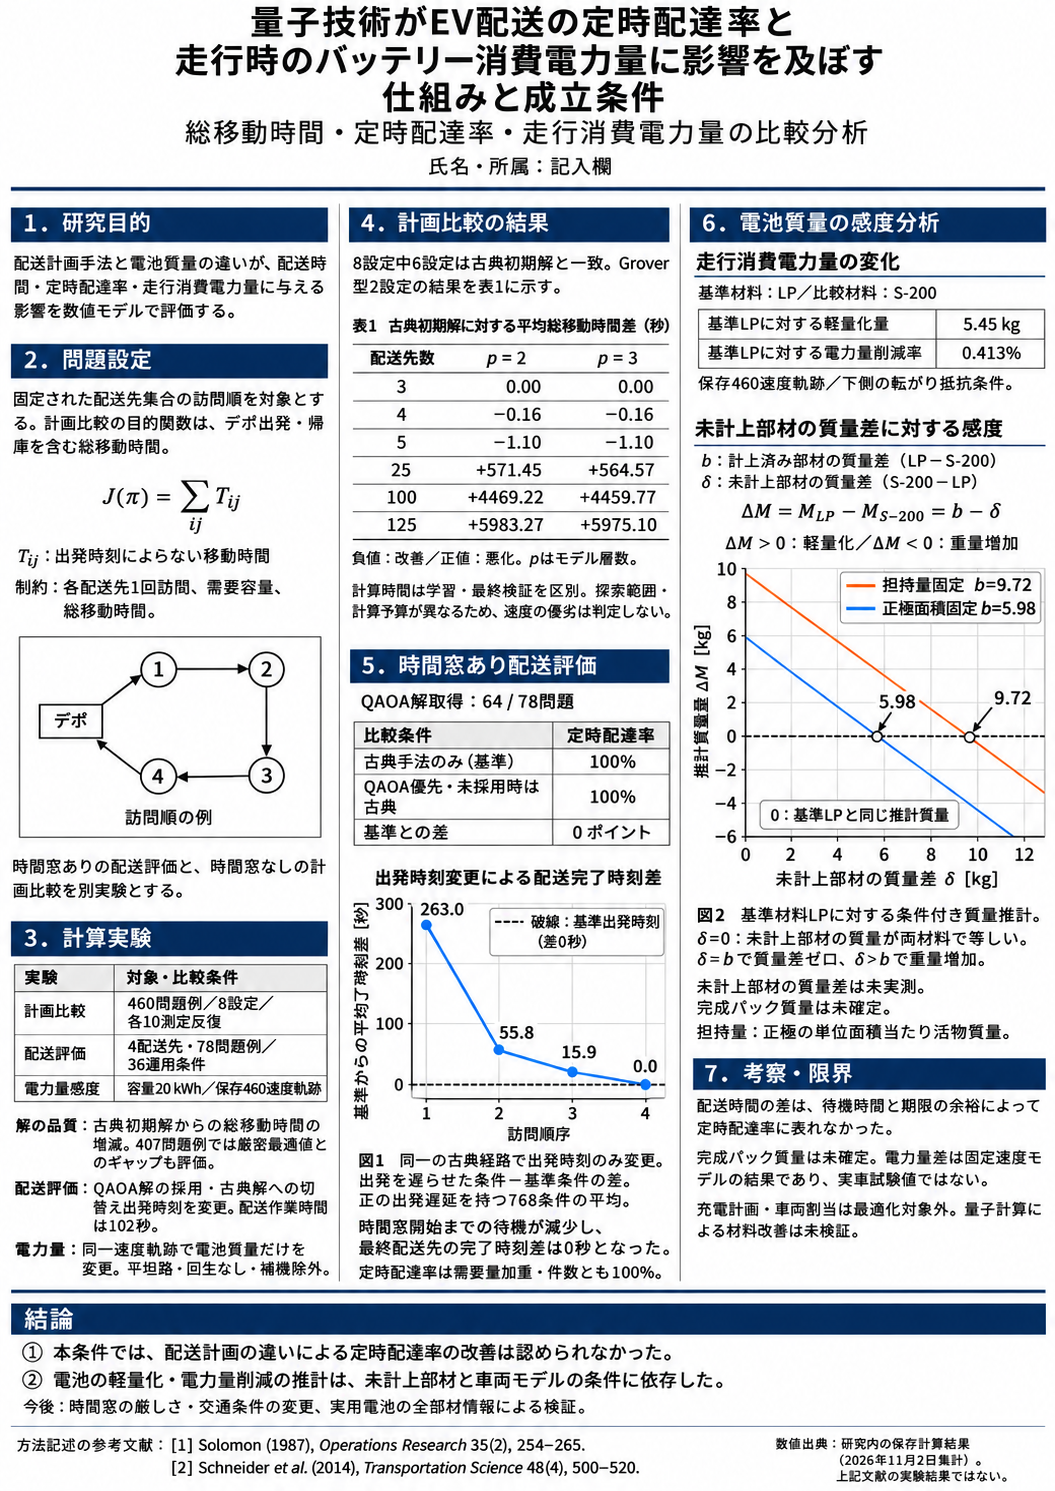 量子技術がEV配送の定時配達率と
走行時のバッテリー消費電力量に影響を及ぼす
仕組みと成立条件
総移動時間・定時配達率・走行消費電力量の比較分析
氏名・所属：記入欄
1．研究目的
配送計画手法と電池質量の違いが、配送時
間・定時配達率・走行消費電力量に与える
影響を数値モデルで評価する。
2．問題設定
固定された配送先集合の訪問順を対象とす
る。計画比較の目的関数は、デポ出発・帰
庫を含む総移動時間。
J(π) = ∑ij Tij
Tij：出発時刻によらない移動時間
制約：各配送先1回訪問、需要容量、
総移動時間。
デポ
1
2
3
4
訪問順の例
時間窓ありの配送評価と、時間窓なしの計
画比較を別実験とする。
3．計算実験
実験 対象・比較条件
計画比較 460問題例／8設定／
各10測定反復
配送評価 4配送先・78問題例／
36運用条件
電力量感度 容量20 kWh／保存460速度軌跡
解の品質：古典初期解からの総移動時間の
増減。407問題例では厳密最適値と
のギャップも評価。
配送評価：QAOA解の採用・古典解への切
替え出発時刻を変更。配送作業時間
は102秒。
電力量：同一速度軌跡で電池質量だけを
変更。平坦路・回生なし・補機除外。
4．計画比較の結果
8設定中6設定は古典初期解と一致。Grover
型2設定の結果を表1に示す。
表1 古典初期解に対する平均総移動時間差（秒）
配送先数 p = 2 p = 3
3 0.00 0.00
4 −0.16 −0.16
5 −1.10 −1.10
25 +571.45 +564.57
100 +4469.22 +4459.77
125 +5983.27 +5975.10
負値：改善／正値：悪化。pはモデル層数。
計算時間は学習・最終検証を区別。探索範囲・
計算予算が異なるため、速度の優劣は判定しない。
5．時間窓あり配送評価
QAOA解取得：64 / 78問題
比較条件 定時配達率
古典手法のみ（基準） 100%
QAOA優先・未採用時は
古典 100%
基準との差 0 ポイント
出発時刻変更による配送完了時刻差
破線：基準出発時刻
（差0秒）
300
200
100
0
263.0
55.8
15.9
0.0
1 2 3 4
訪問順序
図1 同一の古典経路で出発時刻のみ変更。
出発を遅らせた条件－基準条件の差。
正の出発遅延を持つ768条件の平均。
時間窓開始までの待機が減少し、
最終配送先の完了時刻差は0秒となった。
定時配達率は需要量加重・件数とも100%。
6．電池質量の感度分析
走行消費電力量の変化
基準材料：LP／比較材料：S-200
基準LPに対する軽量化量 5.45 kg
基準LPに対する電力量削減率 0.413%
保存460速度軌跡／下側の転がり抵抗条件。
未計上部材の質量差に対する感度
b：計上済み部材の質量差（LP－S-200）
δ：未計上部材の質量差（S-200－LP）
ΔM = MLP − MS−200 = b − δ
ΔM > 0：軽量化／ΔM < 0：重量増加
担持量固定 b=9.72
正極面積固定 b=5.98
10
8
6
4
2
0
−2
−4
−6
5.98
9.72
0：基準LPと同じ推計質量
0 2 4 6 8 10 12
推計質量量 ΔM [kg]
未計上部材の質量差 δ [kg]
図2 基準材料LPに対する条件付き質量推計。
δ=0：未計上部材の質量が両材料で等しい。
δ=bで質量差ゼロ、δ>bで重量増加。
未計上部材の質量差は未実測。
完成パック質量は未確定。
担持量：正極の単位面積当たり活物質量。
7．考察・限界
配送時間の差は、待機時間と期限の余裕によって
定時配達率に表れなかった。
完成パック質量は未確定。電力量差は固定速度モ
デルの結果であり、実車試験値ではない。
充電計画・車両割当は最適化対象外。量子計算に
よる材料改善は未検証。
結論
① 本条件では、配送計画の違いによる定時配達率の改善は認められなかった。
② 電池の軽量化・電力量削減の推計は、未計上部材と車両モデルの条件に依存した。
今後：時間窓の厳しさ・交通条件の変更、実用電池の全部材情報による検証。
方法記述の参考文献：[1] Solomon (1987), Operations Research 35(2), 254−265.
[2] Schneider et al. (2014), Transportation Science 48(4), 500−520.
数値出典：研究内の保存計算結果
（2026年11月2日集計）。
上記文献の実験結果ではない。